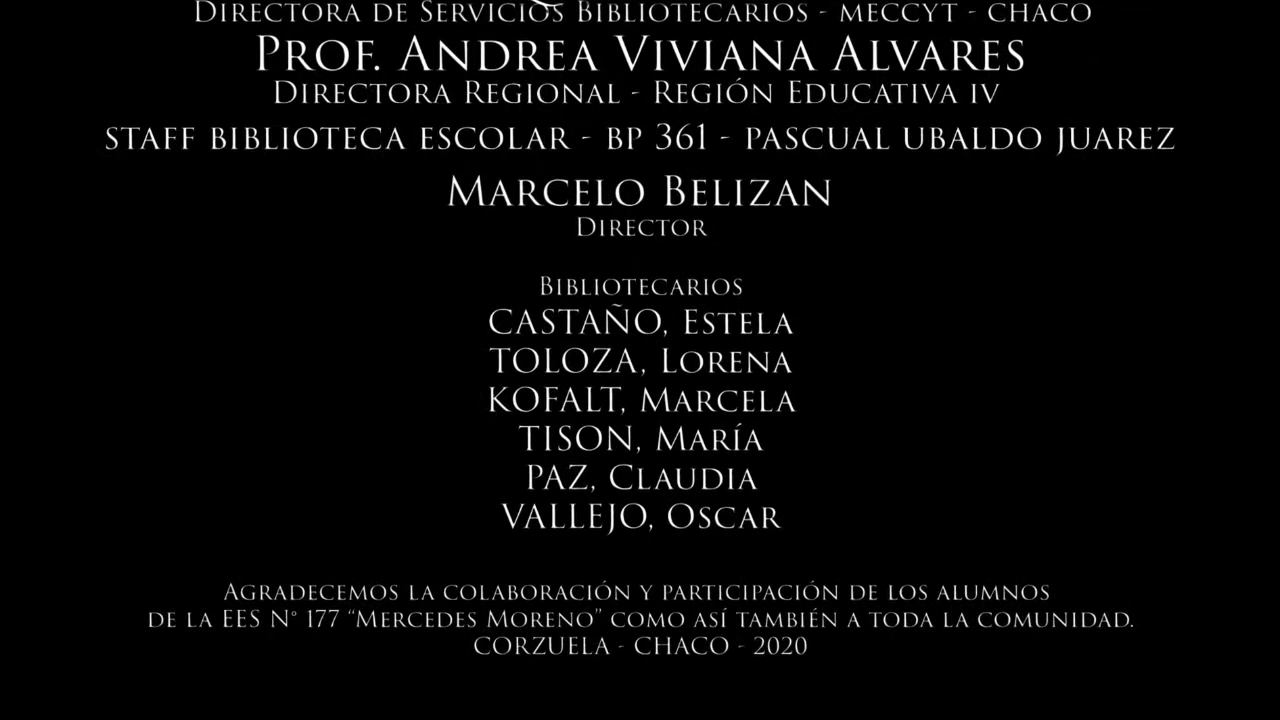 Directora de Servicios Bibliotecarios - MECCYT - CHACO
Prof. Andrea Viviana Alvares
Directora Regional - Región Educativa IV
STAFF BIBLIOTECA ESCOLAR - BP 361 - PASCUAL UBALDO JUAREZ
Marcelo Belizan
Director
Bibliotecarios
CASTAÑO, Estela
TOLOZA, Lorena
KOFALT, Marcela
TISON, María
PAZ, Claudia
VALLEJO, Oscar
Agradecemos la colaboración y participación de los alumnos
de la EES N° 177 “Mercedes Moreno” como así también a toda la comunidad.
CORZUELA - CHACO - 2020